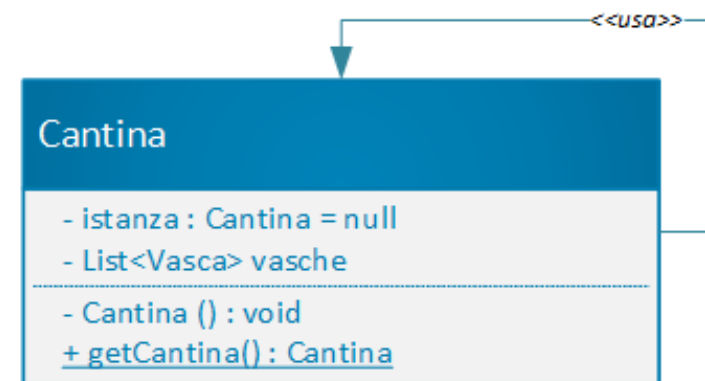 <<usa>>
Cantina
- istanza : Cantina = null
- List<Vasca> vasche
- Cantina () : void
+ getCantina() : Cantina